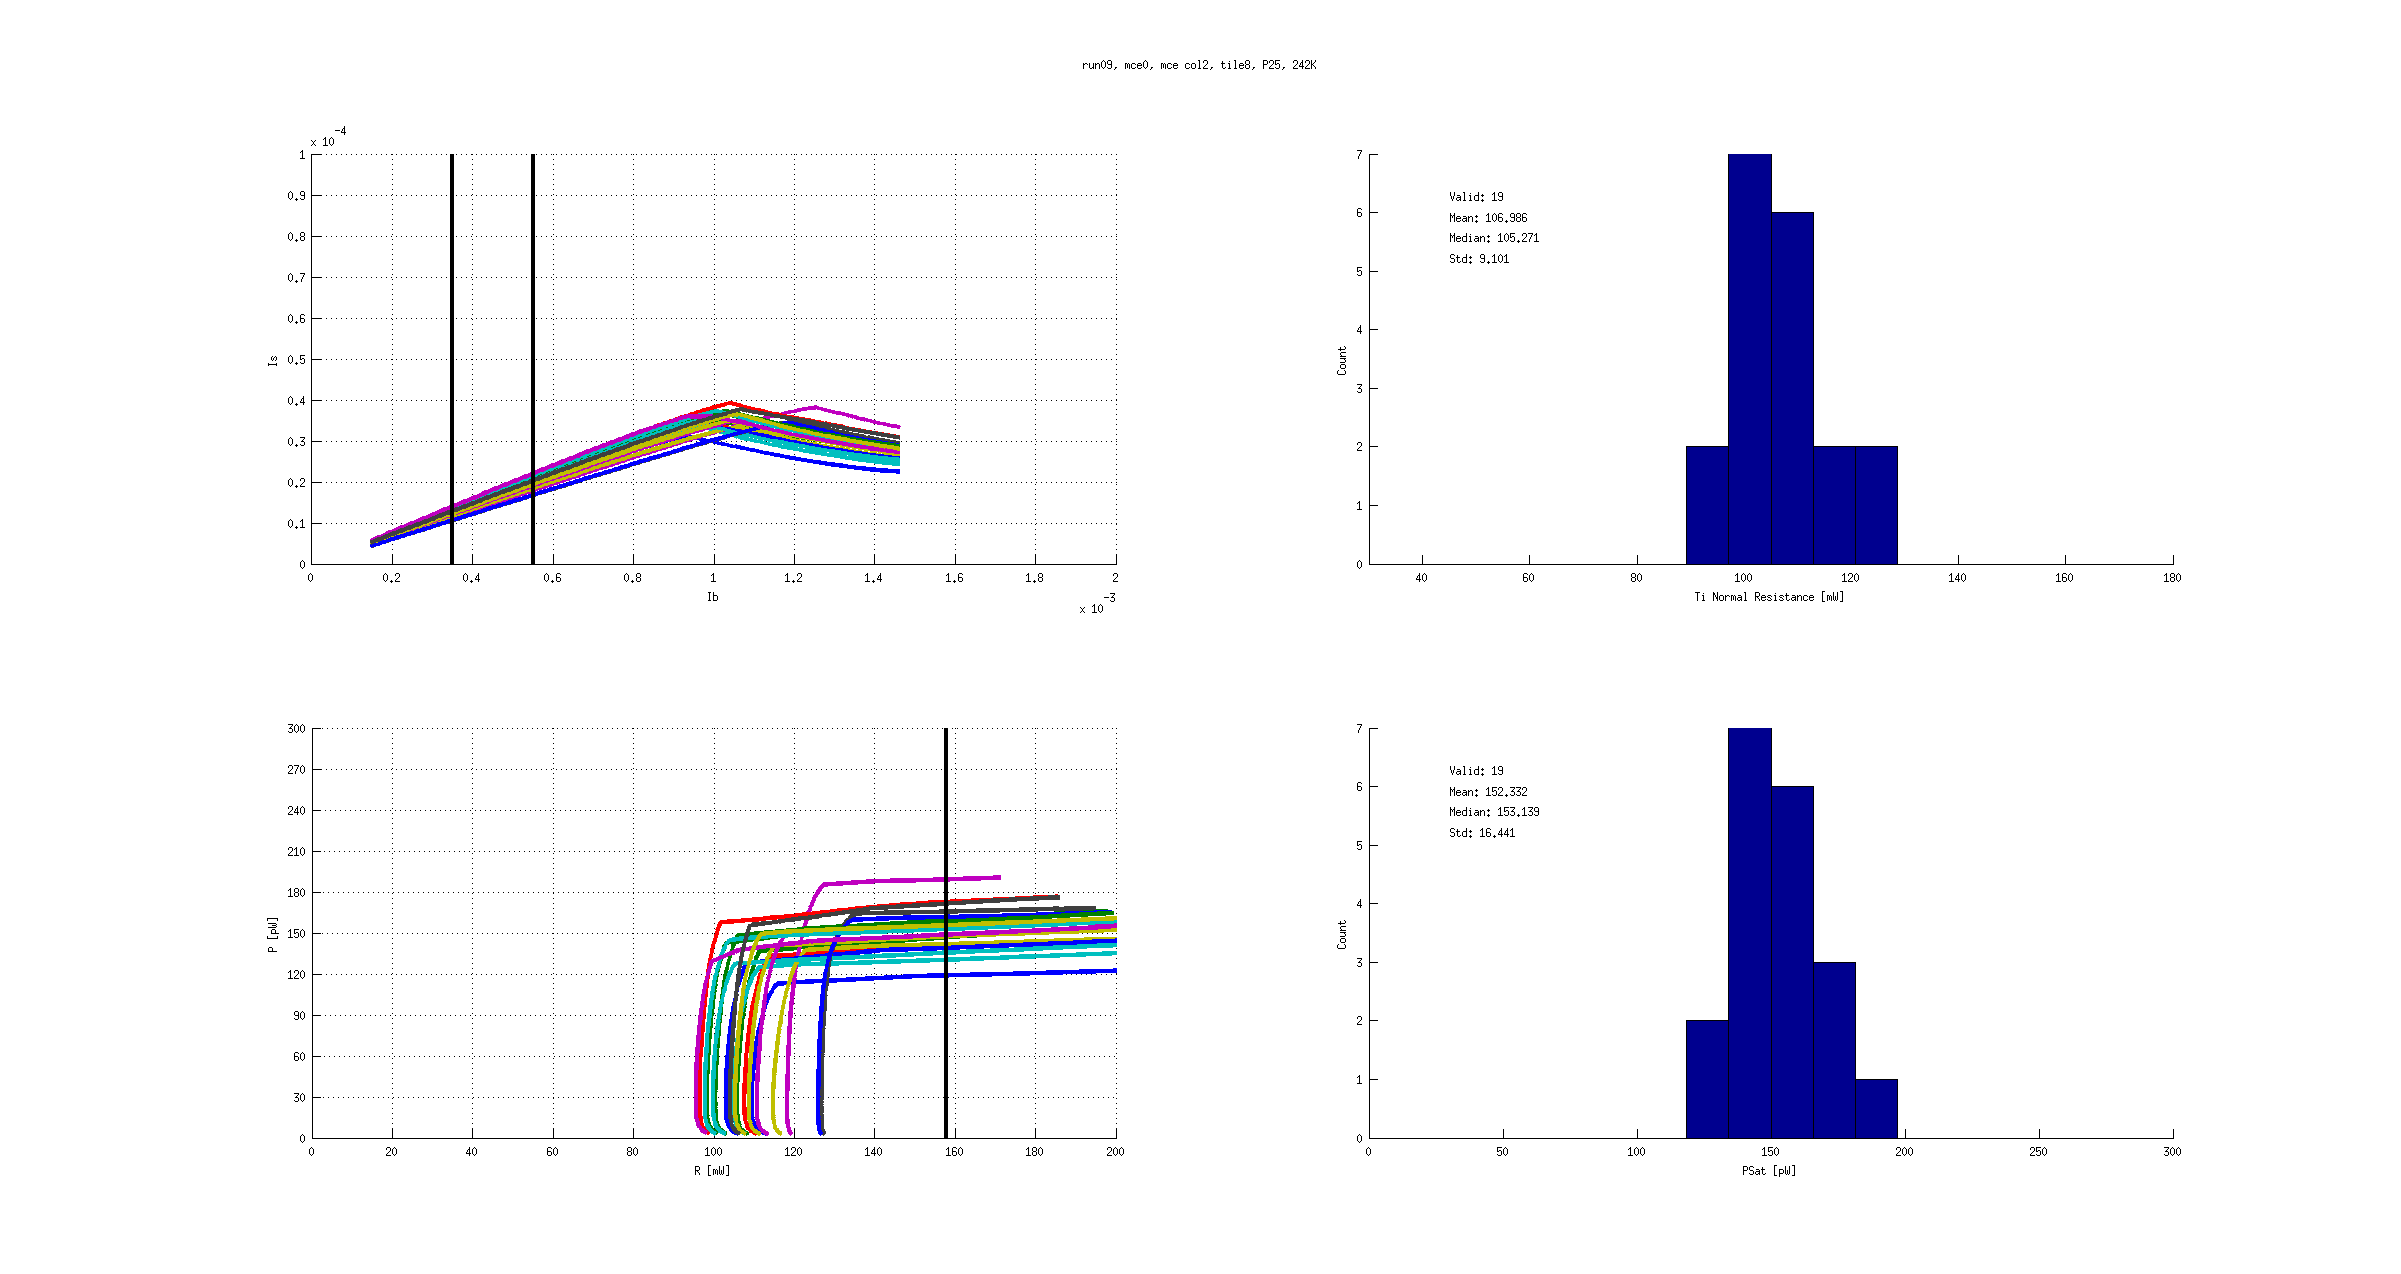 run09, mce0, mce col2, tile8, P25, 242K
x 10^-4
1
0.9
0.8
0.7
0.6
0.5
0.4
0.3
0.2
0.1
0
Is
0 0.2 0.4 0.6 0.8 1 1.2 1.4 1.6 1.8 2
Ib
x 10^-3
7
6
5
4
3
2
1
0
Count
Valid: 19
Mean: 106.986
Median: 105.271
Std: 9.101
40 60 80 100 120 140 160 180
Ti Normal Resistance [mW]
300
270
240
210
180
150
120
90
60
30
0
P [pW]
0 20 40 60 80 100 120 140 160 180 200
R [mW]
7
6
5
4
3
2
1
0
Count
Valid: 19
Mean: 152.332
Median: 153.139
Std: 16.441
0 50 100 150 200 250 300
PSat [pW]